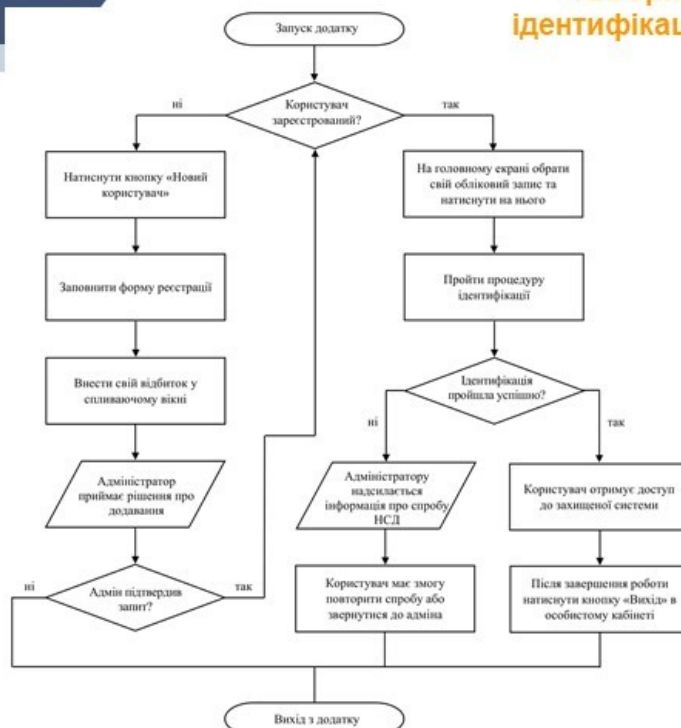 ідентифікац
Запуск додатку
ні
Користувач
зареєстрований?
так
Натиснути кнопку «Новий
користувач»
На головному екрані обрати
свій обліковий запис та
натиснути на нього
Заповнити форму реєстрації
Пройти процедуру
ідентифікації
Внести свій відбиток у
спливаючому вікні
Ідентифікація
пройшла успішно?
ні
так
Адміністратор
приймає рішення про
додавання
Адміністратору
надсилається
інформація про спробу
НСД
Користувач отримує доступ
до захищеної системи
ні
Адмін підтвердив
запит?
так
Користувач має змогу
повторити спробу або
звернутися до адміна
Після завершення роботи
натиснути кнопку «Вихід» в
особистому кабінеті
Вихід з додатку